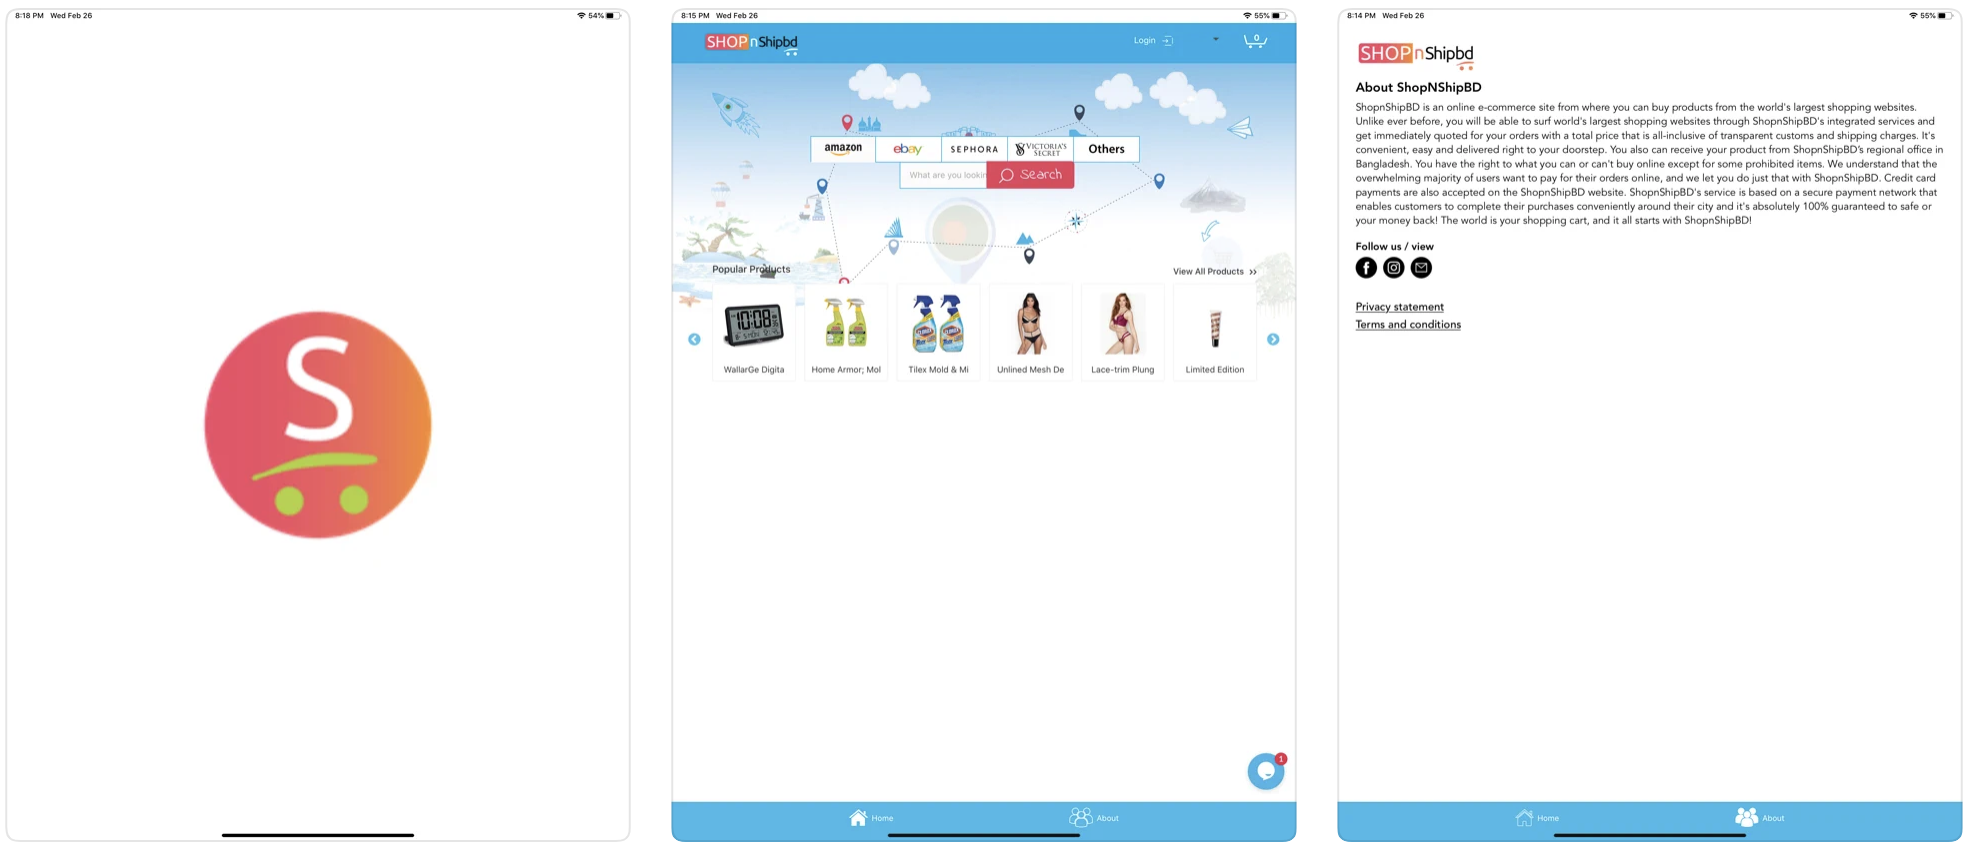 8:18 PM Wed Feb 26
54%
S
8:15 PM Wed Feb 26
55%
SHOPnShipbd
Login
0
amazon
ebay
SEPHORA
VICTORIA'S SECRET
Others
What are you lookin
Search
Popular Products
View All Products »
10:08
WallarGe Digita
Home Armor; Mol
Tilex Mold & Mi
Unlined Mesh De
Lace-trim Plung
Limited Edition
1
Home
About
8:14 PM Wed Feb 26
55%
SHOPnShipbd
About ShopNShipBD
ShopnShipBD is an online e-commerce site from where you can buy products from the world's largest shopping websites.
Unlike ever before, you will be able to surf world's largest shopping websites through ShopnShipBD's integrated services and
get immediately quoted for your orders with a total price that is all-inclusive of transparent customs and shipping charges. It's
convenient, easy and delivered right to your doorstep. You also can receive your product from ShopnShipBD's regional office in
Bangladesh. You have the right to what you can or can't buy online except for some prohibited items. We understand that the
overwhelming majority of users want to pay for their orders online, and we let you do just that with ShopnShipBD. Credit card
payments are also accepted on the ShopnShipBD website. ShopnShipBD's service is based on a secure payment network that
enables customers to complete their purchases conveniently around their city and it's absolutely 100% guaranteed to safe or
your money back! The world is your shopping cart, and it all starts with ShopnShipBD!
Follow us / view
Privacy statement
Terms and conditions
Home
About